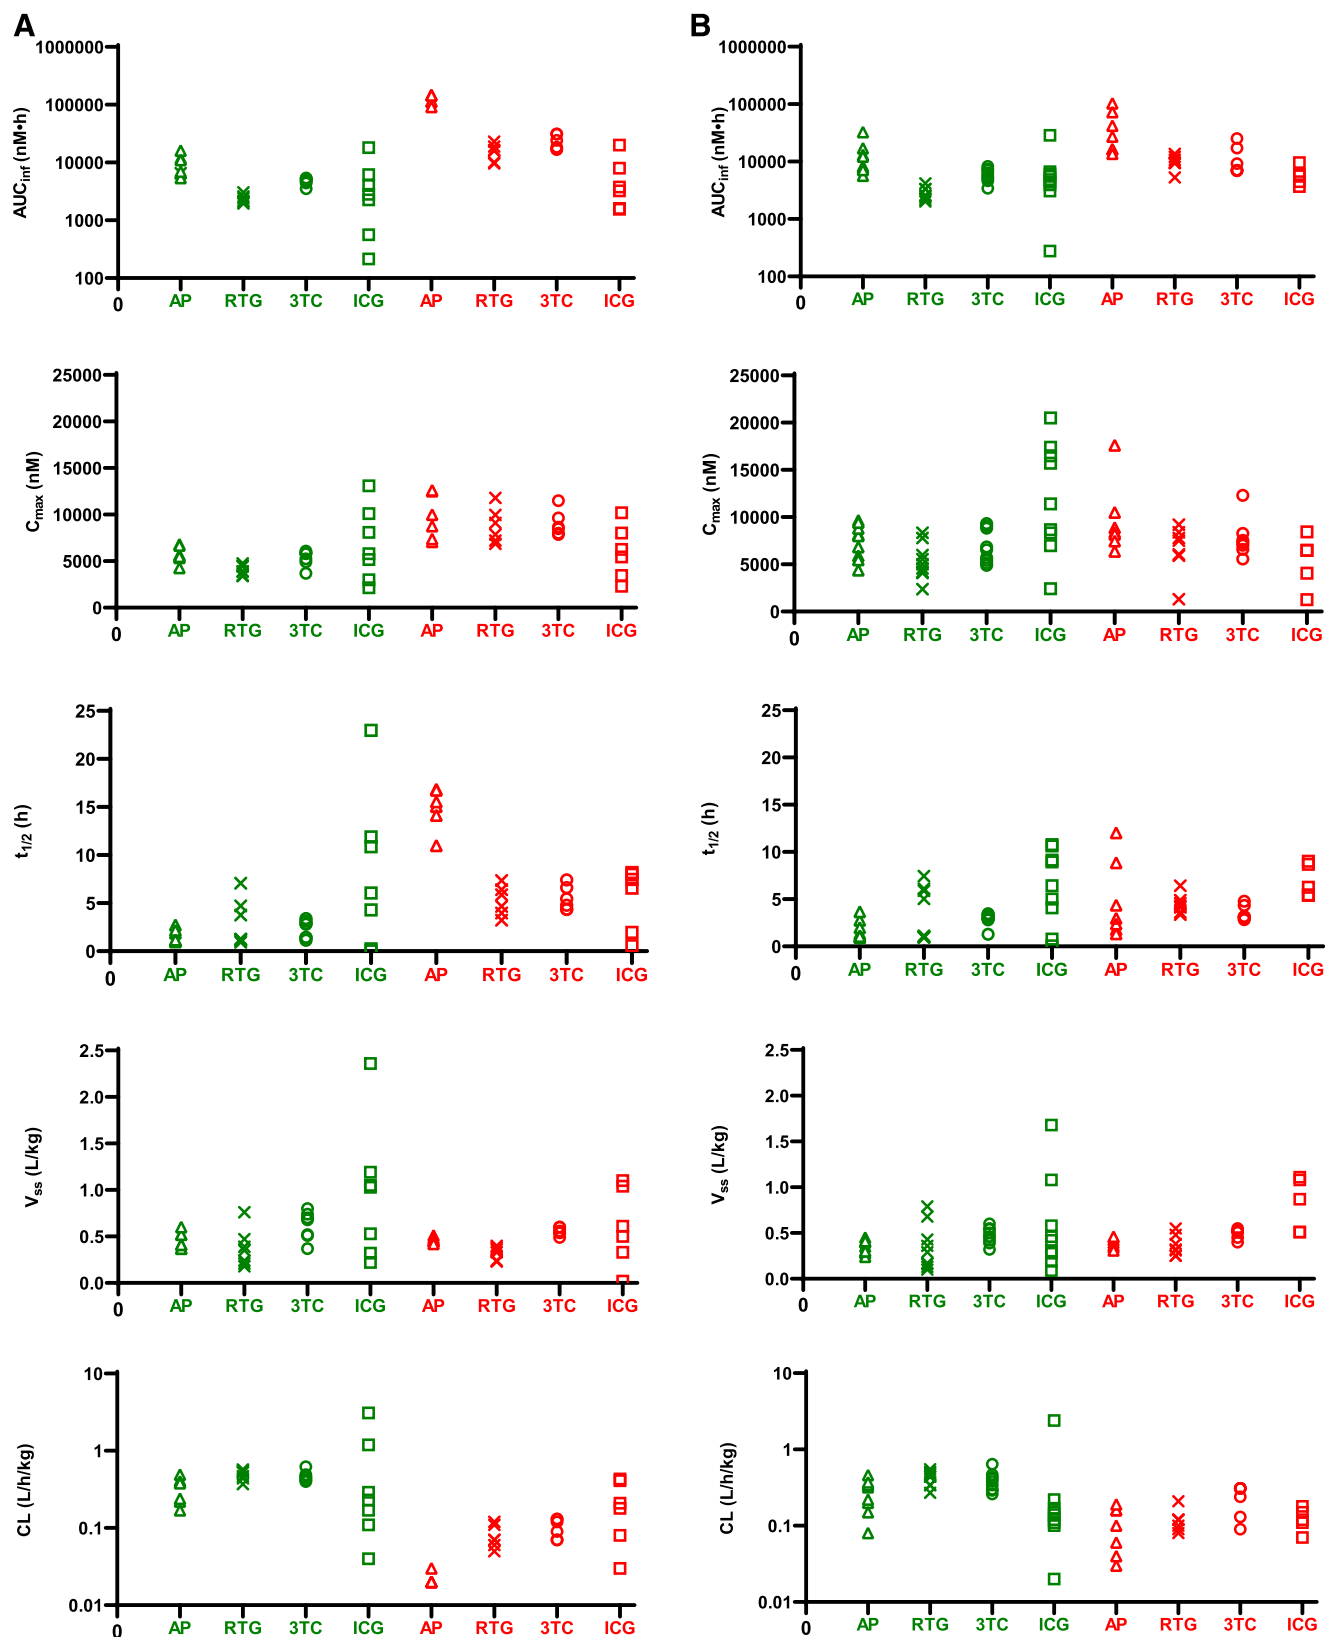 A
B
1000000
100000
10000
1000
100
AUCinf (nM•h)
0
AP RTG 3TC ICG AP RTG 3TC ICG
1000000
100000
10000
1000
100
AUCinf (nM•h)
0
AP RTG 3TC ICG AP RTG 3TC ICG
25000
20000
15000
10000
5000
0
Cmax (nM)
0
AP RTG 3TC ICG AP RTG 3TC ICG
25000
20000
15000
10000
5000
0
Cmax (nM)
0
AP RTG 3TC ICG AP RTG 3TC ICG
25
20
15
10
5
0
t1/2 (h)
0
AP RTG 3TC ICG AP RTG 3TC ICG
25
20
15
10
5
0
t1/2 (h)
0
AP RTG 3TC ICG AP RTG 3TC ICG
2.5
2.0
1.5
1.0
0.5
0.0
Vss (L/kg)
0
AP RTG 3TC ICG AP RTG 3TC ICG
2.5
2.0
1.5
1.0
0.5
0.0
Vss (L/kg)
0
AP RTG 3TC ICG AP RTG 3TC ICG
10
1
0.1
0.01
CL (L/h/kg)
0
AP RTG 3TC ICG AP RTG 3TC ICG
10
1
0.1
0.01
CL (L/h/kg)
0
AP RTG 3TC ICG AP RTG 3TC ICG